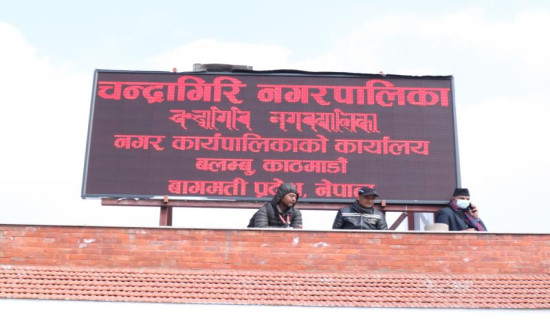 चन्द्रागिरि नगरपालिका
नगर कार्यपालिकाको कार्यालय
बलम्बु, काठमाडौं
बागमती प्रदेश, नेपाल